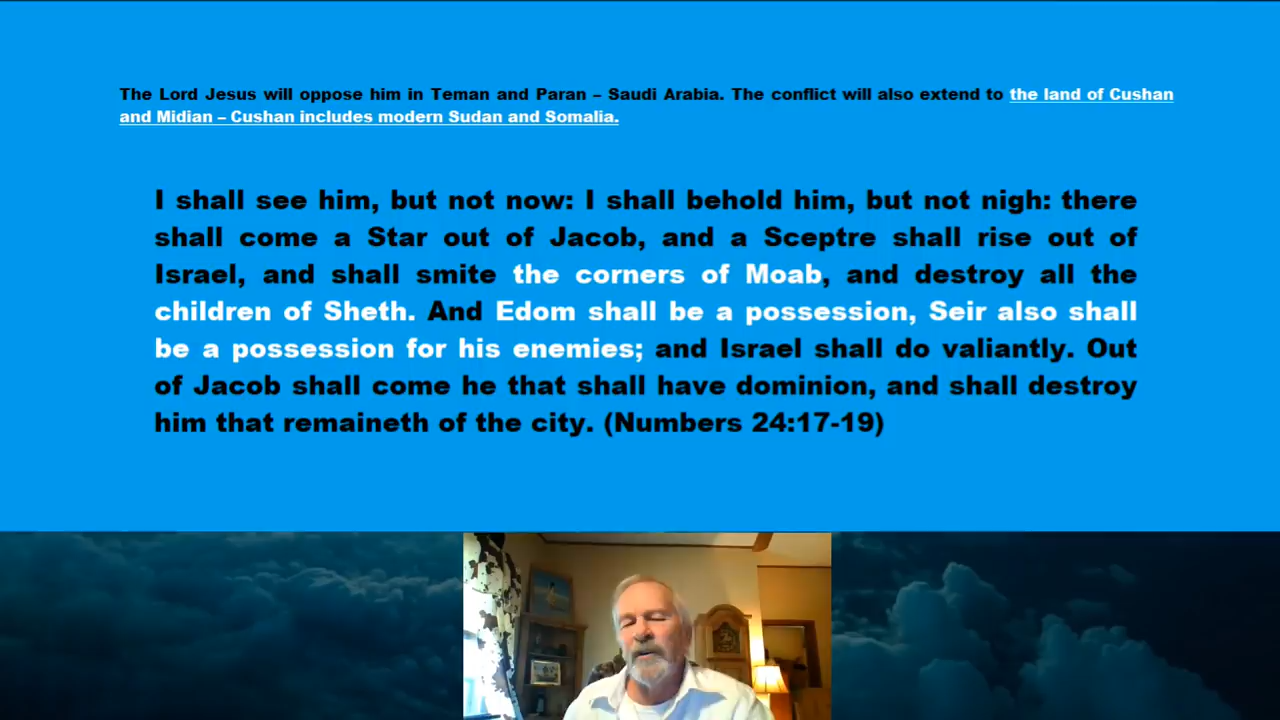 The Lord Jesus will oppose him in Teman and Paran – Saudi Arabia. The conflict will also extend to the land of Cushan
and Midian – Cushan includes modern Sudan and Somalia.
I shall see him, but not now: I shall behold him, but not nigh: there
shall come a Star out of Jacob, and a Sceptre shall rise out of
Israel, and shall smite the corners of Moab, and destroy all the
children of Sheth. And Edom shall be a possession, Seir also shall
be a possession for his enemies; and Israel shall do valiantly. Out
of Jacob shall come he that shall have dominion, and shall destroy
him that remaineth of the city. (Numbers 24:17-19)